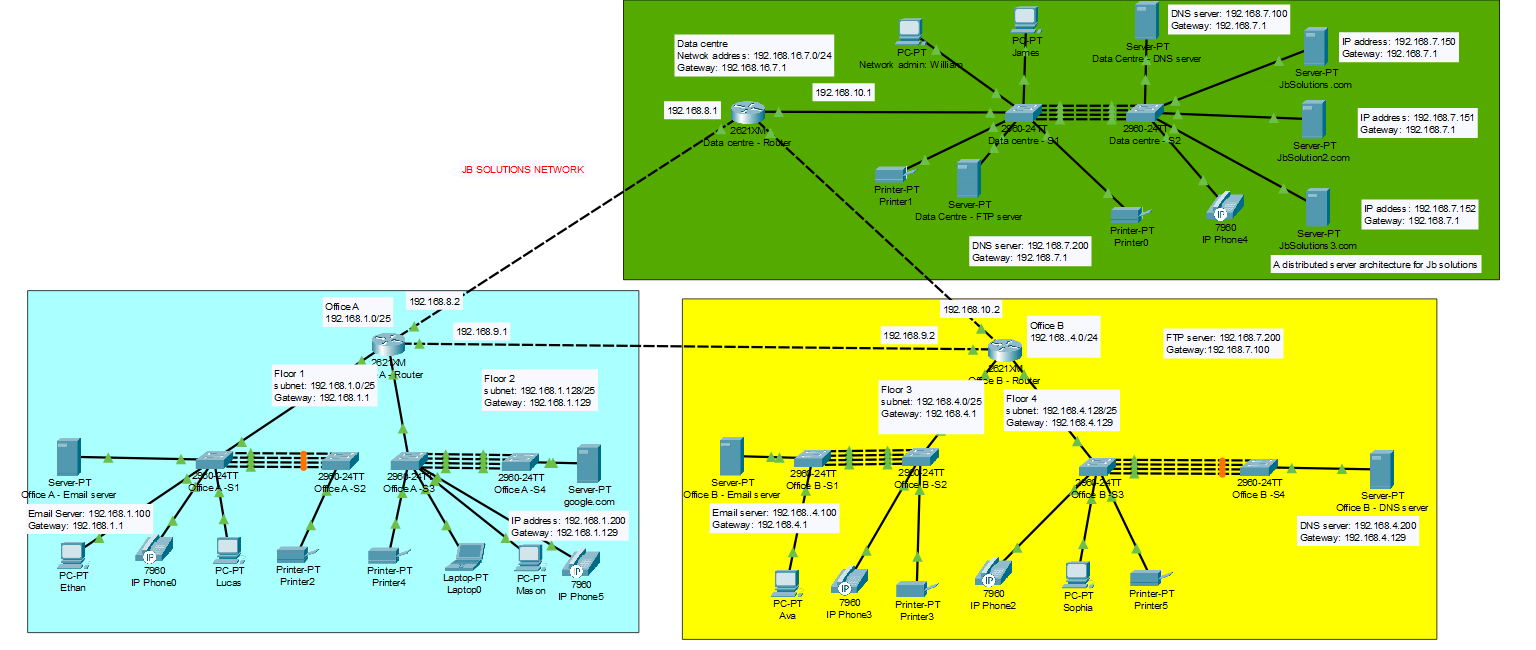 Data centre
Netwok address: 192.168.16.7.0/24
Gateway: 192.168.16.7.1
192.168.8.1
192.168.10.1
2621XM
Data centre - Router
PC-PT
Network admin: William
PC-PT
James
Server-PT
Data Centre - DNS server
DNS server: 192.168.7.100
Gateway: 192.168.7.1
Server-PT
JbSolutions.com
IP address: 192.168.7.150
Gateway: 192.168.7.1
2960-24TT
Data centre - S1
2960-24TT
Data centre - S2
Server-PT
JbSolution2.com
IP address: 192.168.7.151
Gateway: 192.168.7.1
Printer-PT
Printer1
Server-PT
Data Centre - FTP server
Printer-PT
Printer0
7960
IP Phone4
IP
Server-PT
JbSolutions3.com
IP addess: 192.168.7.152
Gateway: 192.168.7.1
DNS server: 192.168.7.200
Gateway: 192.168.7.1
A distributed server architecture for Jb solutions
JB SOLUTIONS NETWORK
Office A
192.168.1.0/25
192.168.8.2
192.168.9.1
2621XM
A - Router
Floor 1
subnet: 192.168.1.0/25
Gateway: 192.168.1.1
Floor 2
subnet: 192.168.1.128/25
Gateway: 192.168.1.129
Server-PT
Office A - Email server
2960-24TT
Office A -S1
2960-24TT
Office A -S2
2960-24TT
Office A -S3
2960-24TT
Office A -S4
Server-PT
google.com
Email Server: 192.168.1.100
Gateway: 192.168.1.1
IP address: 192.168.1.200
Gateway: 192.168.1.129
PC-PT
Ethan
IP
7960
IP Phone0
PC-PT
Lucas
Printer-PT
Printer2
Printer-PT
Printer4
Laptop-PT
Laptop0
PC-PT
Mason
IP
7960
IP Phone5
192.168.10.2
192.168.9.2
Office B
192.168..4.0/24
2621XM
Office B - Router
FTP server: 192.168.7.200
Gateway:192.168.7.100
Floor 3
subnet: 192.168.4.0/25
Gateway: 192.168.4.1
Floor 4
subnet: 192.168.4.128/25
Gateway: 192.168.4.129
Server-PT
Office B - Email server
2960-24TT
Office B -S1
2960-24TT
Office B -S2
2960-24TT
Office B -S3
2960-24TT
Office B -S4
Server-PT
Office B - DNS server
Email server: 192.168..4.100
Gateway: 192.168.4.1
DNS server: 192.168.4.200
Gateway: 192.168.4.129
PC-PT
Ava
IP
7960
IP Phone3
Printer-PT
Printer3
IP
7960
IP Phone2
PC-PT
Sophia
Printer-PT
Printer5